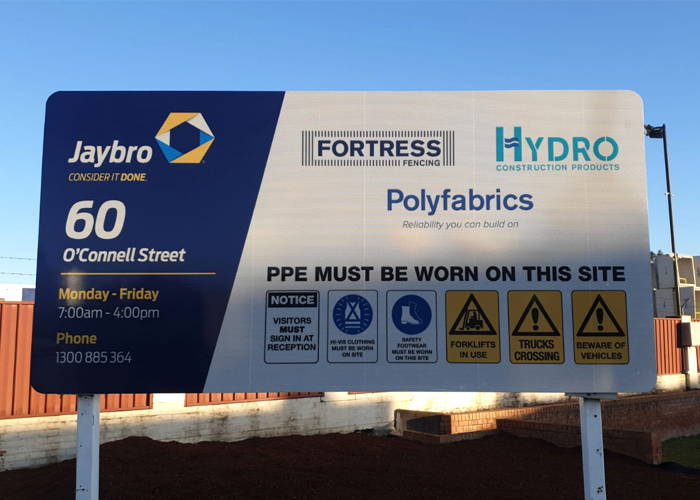 Jaybro
CONSIDER IT DONE.
60
O'Connell Street
Monday - Friday
7:00am - 4:00pm
Phone
1300 885 364
FORTRESS
FENCING
HYDRO
CONSTRUCTION PRODUCTS
Polyfabrics
Reliability you can build on
PPE MUST BE WORN ON THIS SITE
NOTICE
VISITORS
MUST
SIGN IN AT
RECEPTION
HI-VIS CLOTHING
MUST BE WORN
ON SITE
SAFETY
FOOTWEAR
MUST BE WORN
ON THIS SITE
FORKLIFTS
IN USE
TRUCKS
CROSSING
BEWARE OF
VEHICLES